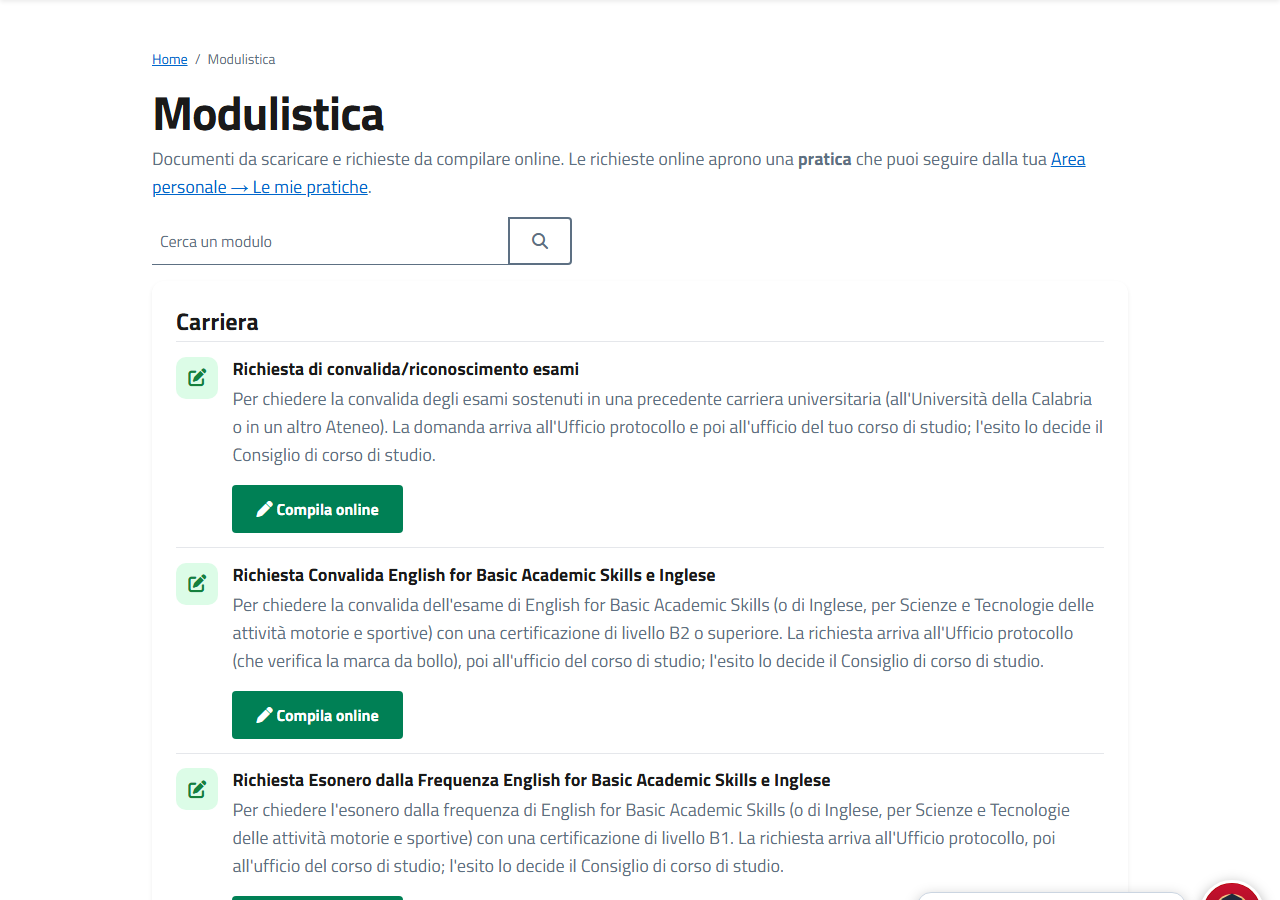 Home / Modulistica
Modulistica
Documenti da scaricare e richieste da compilare online. Le richieste online aprono una pratica che puoi seguire dalla tua Area
personale → Le mie pratiche.
Cerca un modulo
Carriera
Richiesta di convalida/riconoscimento esami
Per chiedere la convalida degli esami sostenuti in una precedente carriera universitaria (all'Università della Calabria
o in un altro Ateneo). La domanda arriva all'Ufficio protocollo e poi all'ufficio del tuo corso di studio; l'esito lo decide il
Consiglio di corso di studio.
Compila online
Richiesta Convalida English for Basic Academic Skills e Inglese
Per chiedere la convalida dell'esame di English for Basic Academic Skills (o di Inglese, per Scienze e Tecnologie delle
attività motorie e sportive) con una certificazione di livello B2 o superiore. La richiesta arriva all'Ufficio protocollo
(che verifica la marca da bollo), poi all'ufficio del corso di studio; l'esito lo decide il Consiglio di corso di studio.
Compila online
Richiesta Esonero dalla Frequenza English for Basic Academic Skills e Inglese
Per chiedere l'esonero dalla frequenza di English for Basic Academic Skills (o di Inglese, per Scienze e Tecnologie
delle attività motorie e sportive) con una certificazione di livello B1. La richiesta arriva all'Ufficio protocollo, poi
all'ufficio del corso di studio; l'esito lo decide il Consiglio di corso di studio.